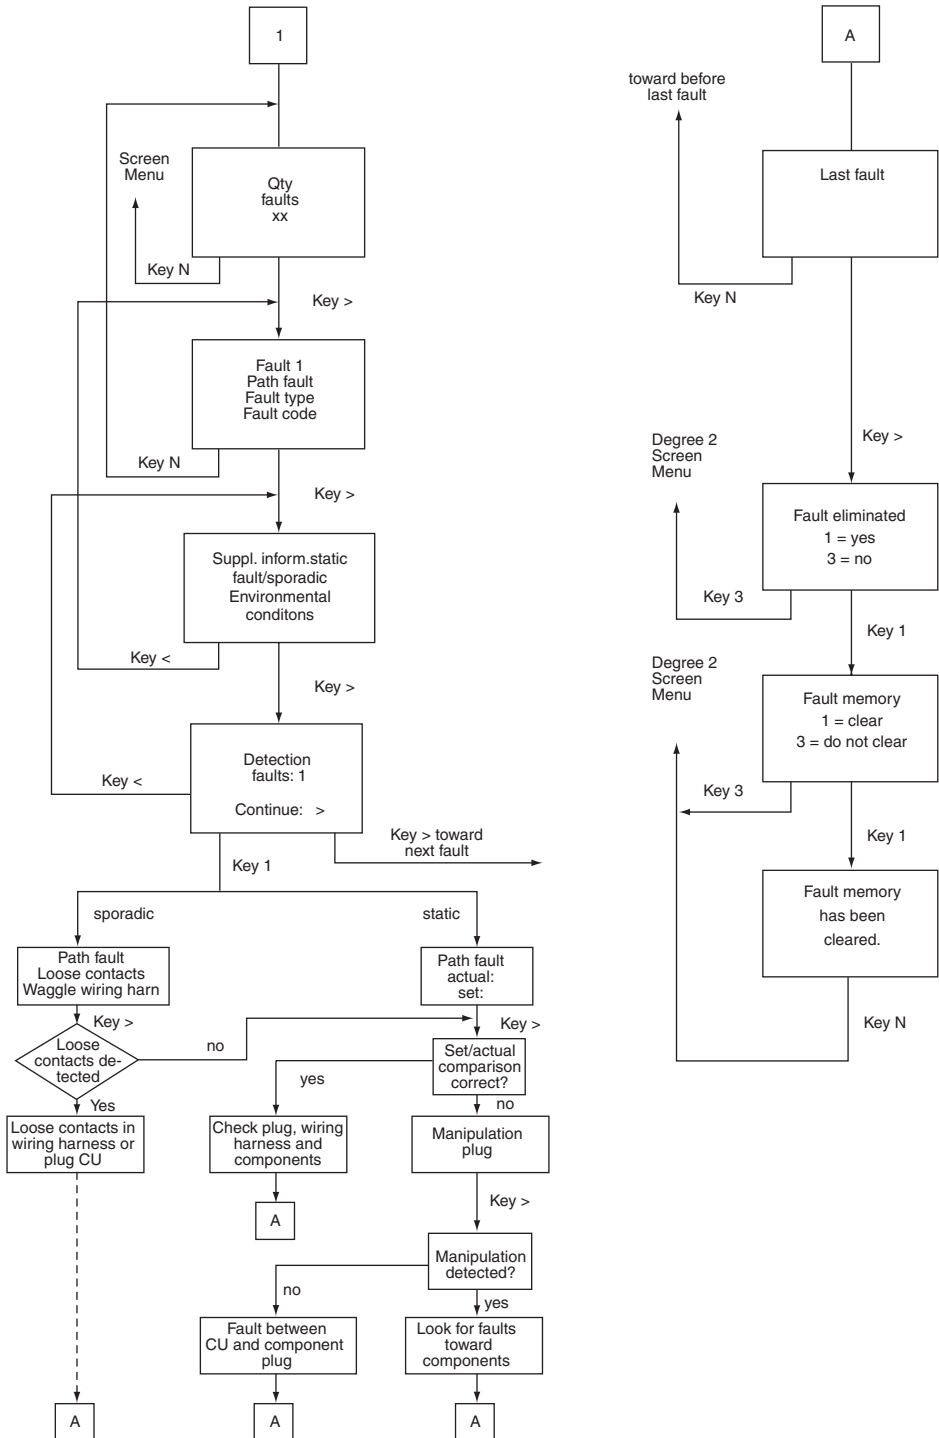 1
Screen
Menu
Qty
faults
xx
Key N
Key >
Fault 1
Path fault
Fault type
Fault code
Key N
Key >
Suppl. inform.static
fault/sporadic
Environmental
conditons
Key <
Key >
Detection
faults: 1
Continue: >
Key <
Key > toward
next fault
Key 1
sporadic
static
Path fault
Loose contacts
Waggle wiring harn
Path fault
actual:
set:
Key >
Key >
Loose
contacts de-
tected
no
Set/actual
comparison
correct?
yes
Yes
no
Loose contacts in
wiring harness or
plug CU
Check plug, wiring
harness and
components
Manipulation
plug
A
Key >
Manipulation
detected?
no
yes
Fault between
CU and component
plug
Look for faults
toward
components
A
A
A
A
toward before
last fault
Last fault
Key N
Key >
Degree 2
Screen
Menu
Fault eliminated
1 = yes
3 = no
Key 3
Key 1
Degree 2
Screen
Menu
Fault memory
1 = clear
3 = do not clear
Key 3
Key 1
Fault memory
has been
cleared.
Key N